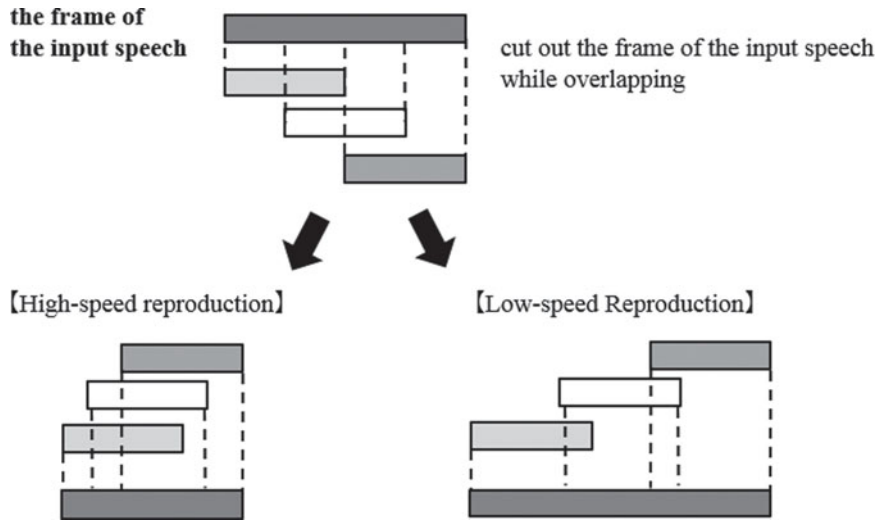 the frame of
the input speech
cut out the frame of the input speech
while overlapping
【High-speed reproduction】
【Low-speed Reproduction】